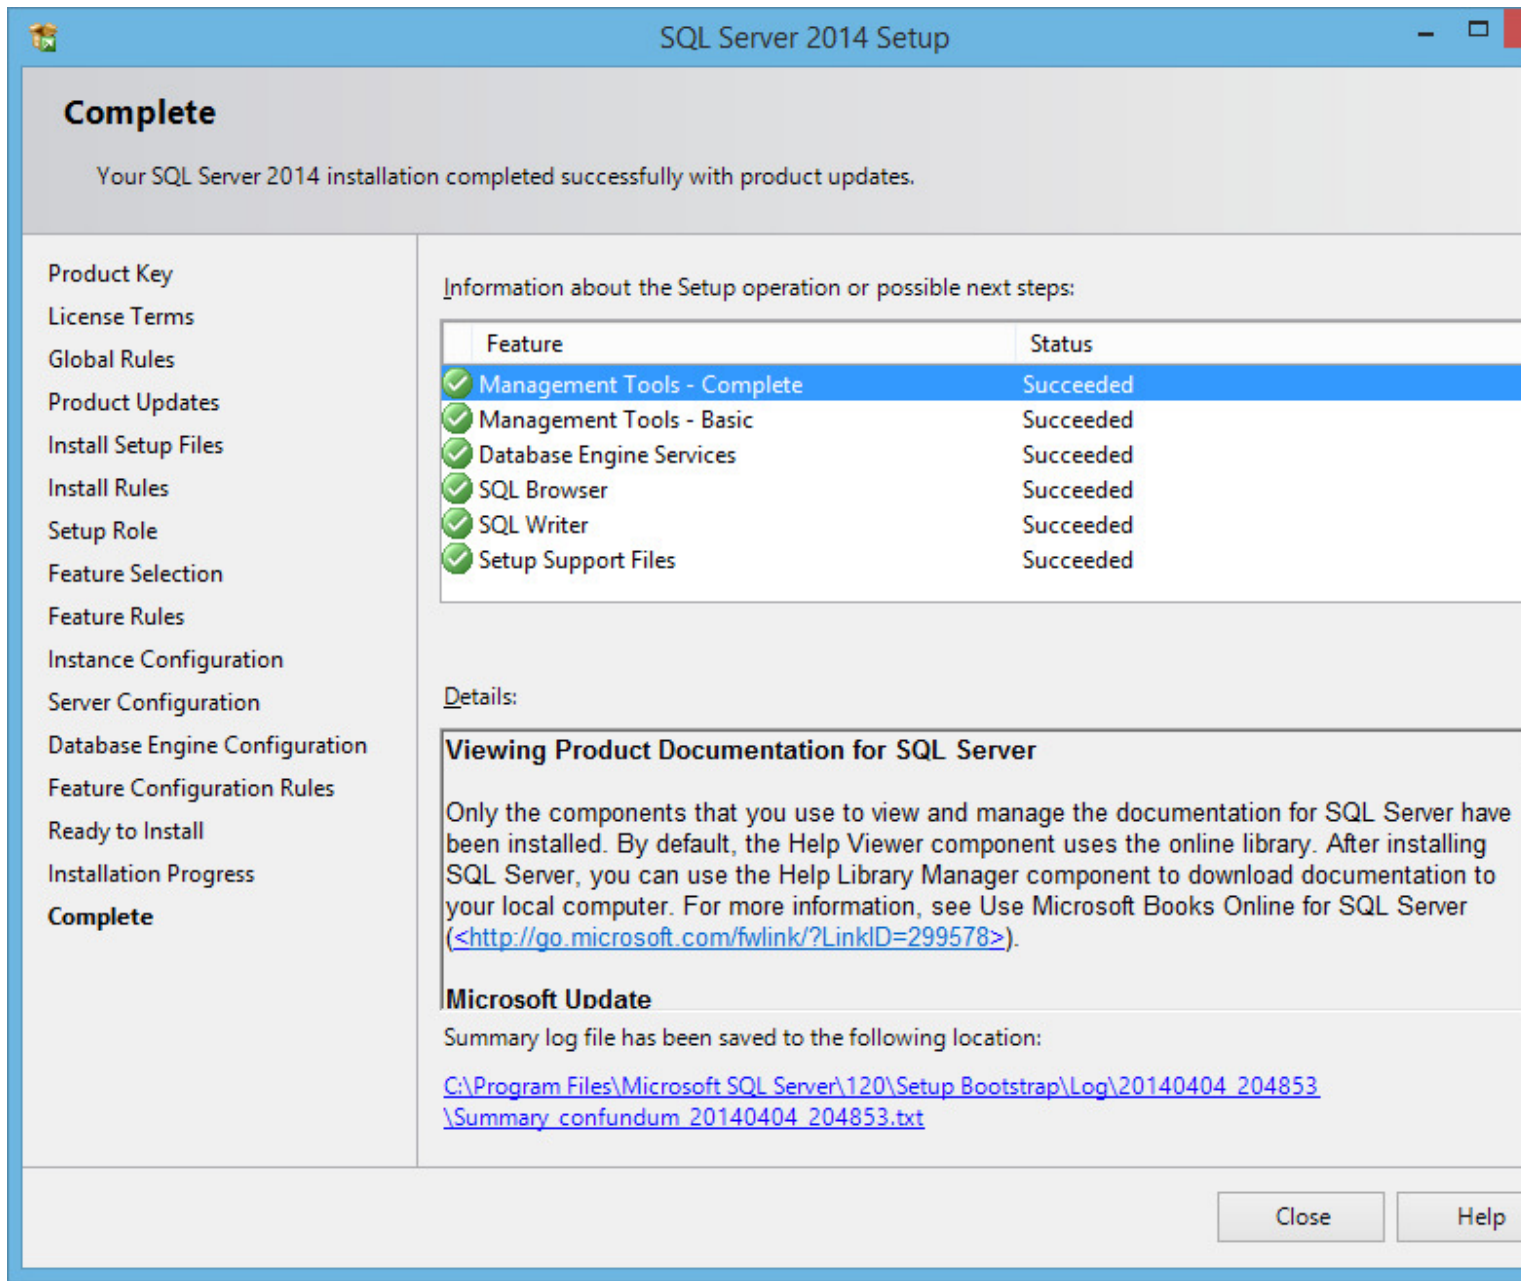 SQL Server 2014 Setup
Complete
Your SQL Server 2014 installation completed successfully with product updates.
Product Key
License Terms
Global Rules
Product Updates
Install Setup Files
Install Rules
Setup Role
Feature Selection
Feature Rules
Instance Configuration
Server Configuration
Database Engine Configuration
Feature Configuration Rules
Ready to Install
Installation Progress
Complete
Information about the Setup operation or possible next steps:
Feature Status
Management Tools - Complete Succeeded
Management Tools - Basic Succeeded
Database Engine Services Succeeded
SQL Browser Succeeded
SQL Writer Succeeded
Setup Support Files Succeeded
Details:
Viewing Product Documentation for SQL Server
Only the components that you use to view and manage the documentation for SQL Server have
been installed. By default, the Help Viewer component uses the online library. After installing
SQL Server, you can use the Help Library Manager component to download documentation to
your local computer. For more information, see Use Microsoft Books Online for SQL Server
(<http://go.microsoft.com/fwlink/?LinkID=299578>).
Microsoft Update
Summary log file has been saved to the following location:
C:\Program Files\Microsoft SQL Server\120\Setup Bootstrap\Log\20140404_204853
\Summary_confundum_20140404_204853.txt
Close Help